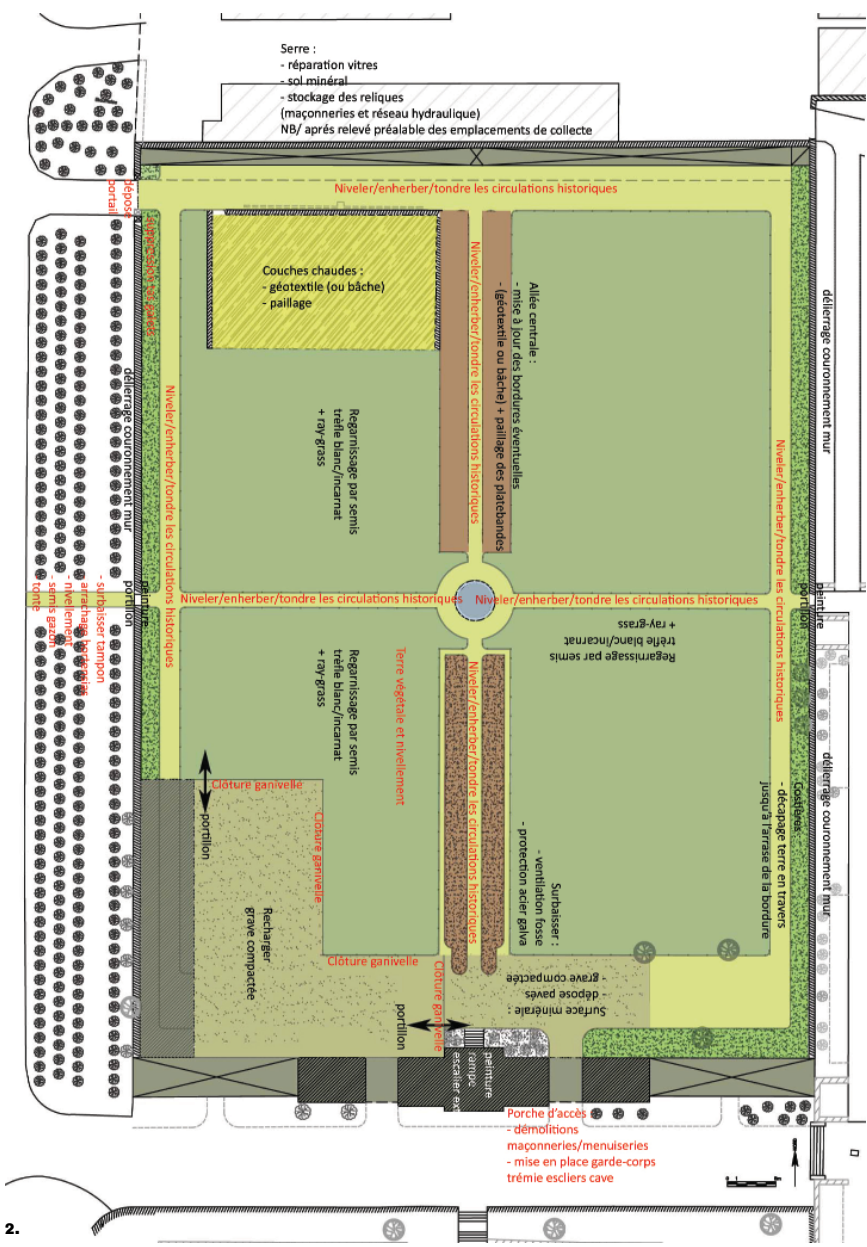 Serre :
- réparation vitres
- sol minéral
- stockage des reliques
(maçonneries et réseau hydraulique)
NB/ aprés relevé préalable des emplacements de collecte
Niveler/enherber/tondre les circulations historiques
dépose
portail
Couches chaudes :
- géotextile (ou bâche)
- paillage
Niveler/enherber/tondre les circulations historiques
Allée centrale :
- mise à jour des bordures éventuelles
- (géotextile ou bâche) + paillage des platebandes
délierrage couronnement mur
délierrage couronnement mur
Niveler/enherber/tondre les circulations historiques
Regarnissage par semis
trèfle blanc/incarnat
+ ray-grass
Niveler/enherber/tondre les circulations historiques
peinture
portillon
peinture
portillon
- surbaisser tampon
arrachage hortensias
- nivellement
- semis gazon
- tonte
Niveler/enherber/tondre les circulations historiques
Niveler/enherber/tondre les circulations historiques
Regarnissage par semis
trèfle blanc/incarnat
+ ray-grass
Regarnissage par semis
trèfle blanc/incarnat
+ ray-grass
Terre végétale et nivellement
Niveler/enherber/tondre les circulations historiques
délierrage couronnement mur
Costières
- décapage terre en travers
jusqu'à l'arrase de la bordure
Clôture ganivelle
portillon
Clôture ganivelle
Surbaisser :
- ventilation fosse
- protection acier galva
Recharger
grave compactée
Clôture ganivelle
Clôture ganivelle
Surface minérale :
- dépose pavés
- grave compactée
portillon
peinture
rampe
escalier ext
Porche d'accès
- démolitions
maçonneries/menuiseries
- mise en place garde-corps
trémie escliers cave
2.